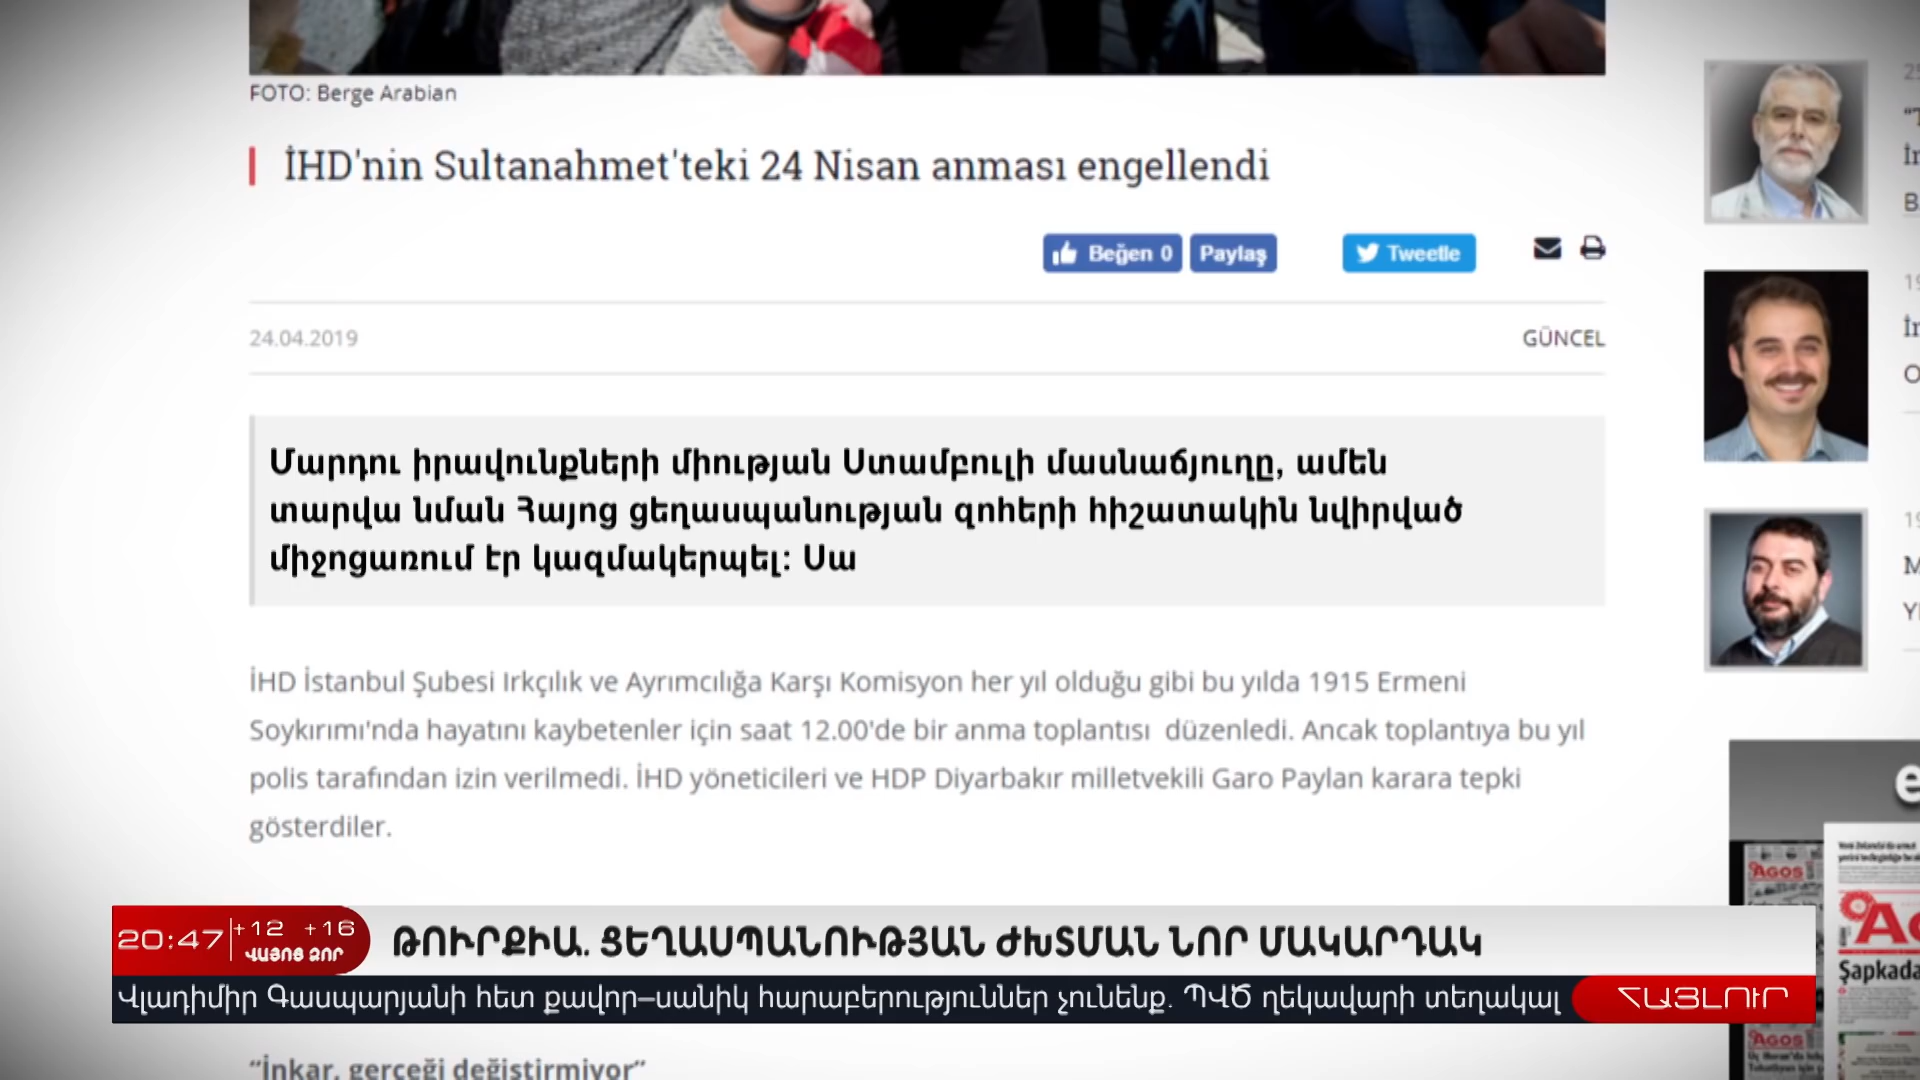 FOTO: Berge Arabian
İHD'nin Sultanahmet'teki 24 Nisan anması engellendi
Beğen 0 Paylaş Tweetle
24.04.2019 GÜNCEL
Մարդու իրավունքների միության Ստամբուլի մասնաճյուղը, ամեն
տարվա նման Հայոց ցեղասպանության զոհերի հիշատակին նվիրված
միջոցառում էր կազմակերպել: Սա
İHD İstanbul Şubesi Irkçılık ve Ayrımcılığa Karşı Komisyon her yıl olduğu gibi bu yılda 1915 Ermeni
Soykırımı'nda hayatını kaybetenler için saat 12.00'de bir anma toplantısı düzenledi. Ancak toplantıya bu yıl
polis tarafından izin verilmedi. İHD yöneticileri ve HDP Diyarbakır milletvekili Garo Paylan karara tepki
gösterdiler.
20:47 +12 +16
ՎԱՅՈՑ ՁՈՐ
ԹՈՒՐՔԻԱ. ՑԵՂԱՍՊԱՆՈՒԹՅԱՆ ԺԽՏՄԱՆ ՆՈՐ ՄԱԿԱՐԴԱԿ
Վլադիմիր Գասպարյանի հետ քավոր–սանիկ հարաբերություններ չունենք. ՊՎԾ ղեկավարի տեղակալ
ՀԱՅԼՈՒՐ
“İnkar, gerçeği değiştirmiyor”
AGOS
Şapkada
AGOS